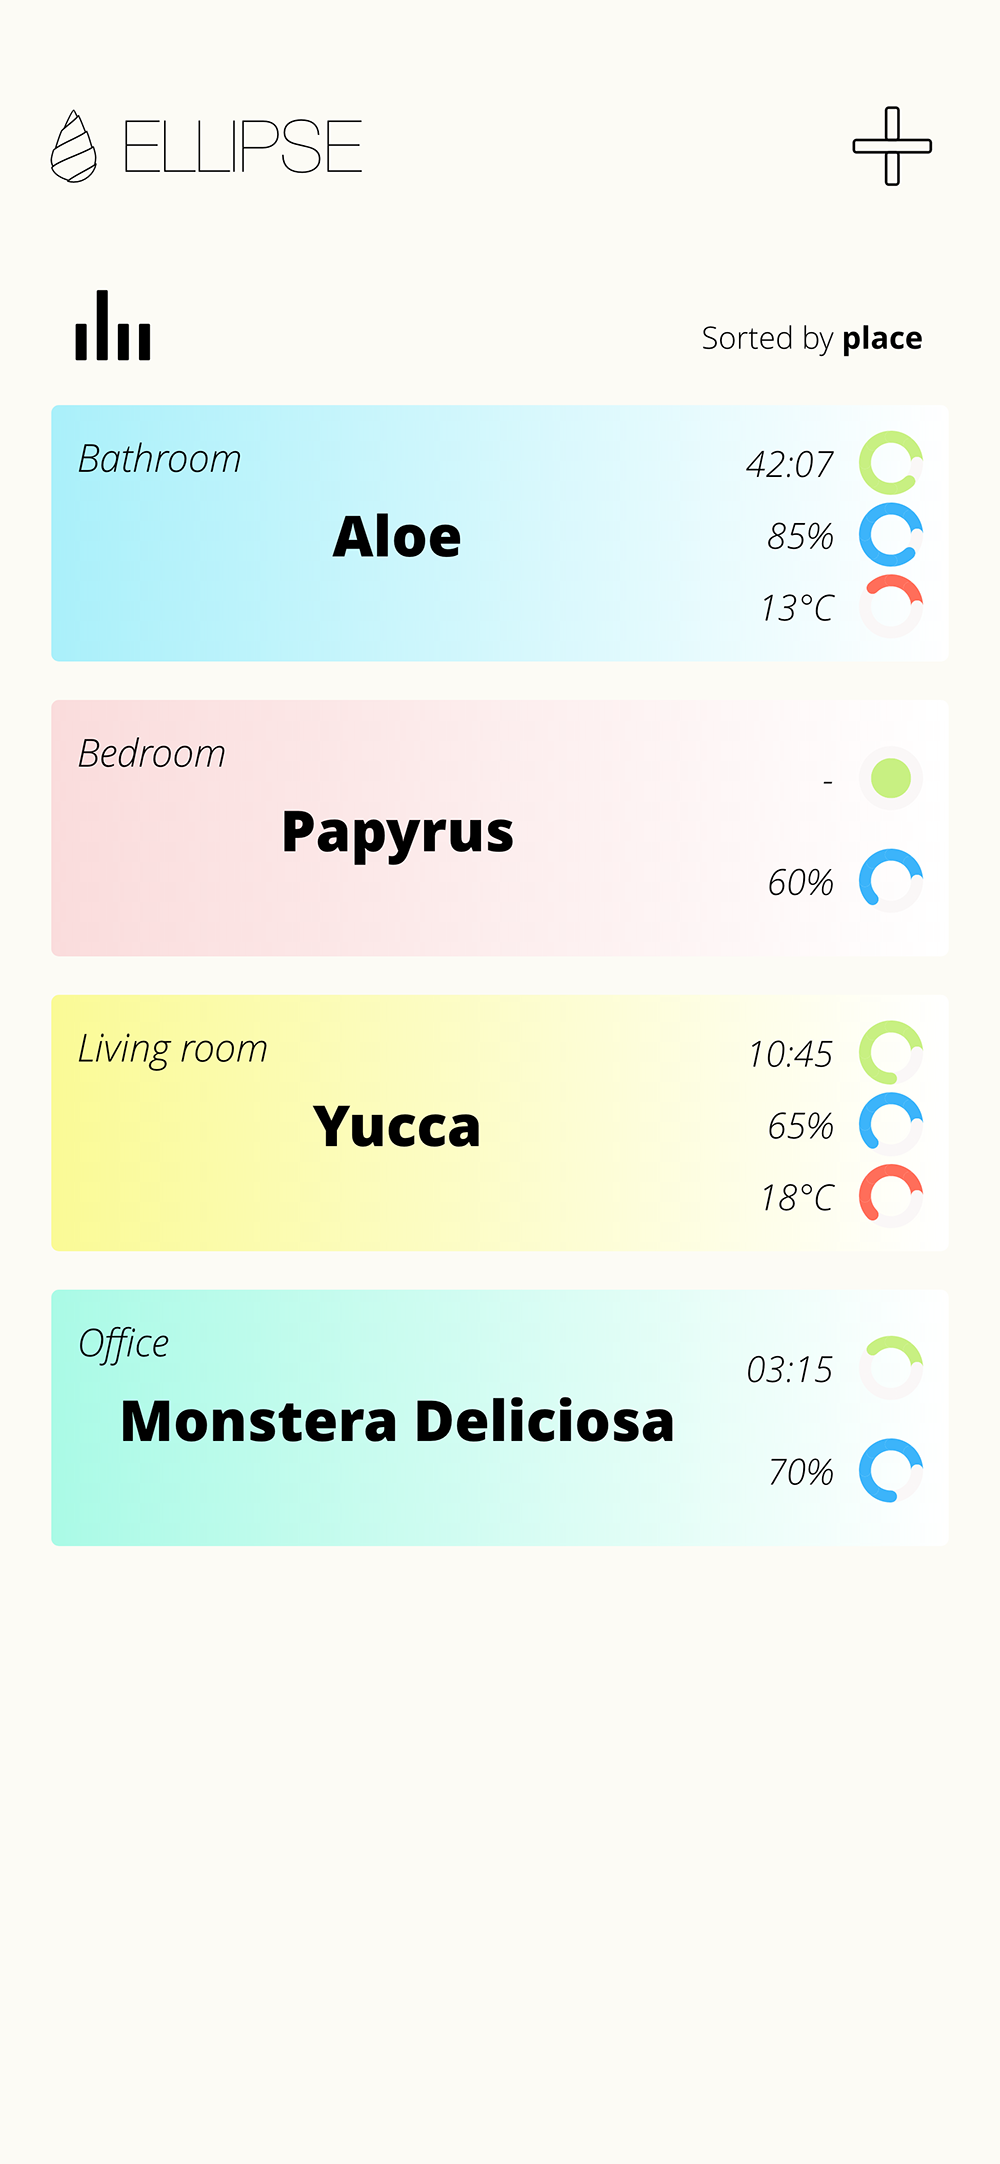 ELLIPSE
Sorted by place
Bathroom
Aloe
42:07
85%
13°C
Bedroom
Papyrus
-
60%
Living room
Yucca
10:45
65%
18°C
Office
Monstera Deliciosa
03:15
70%